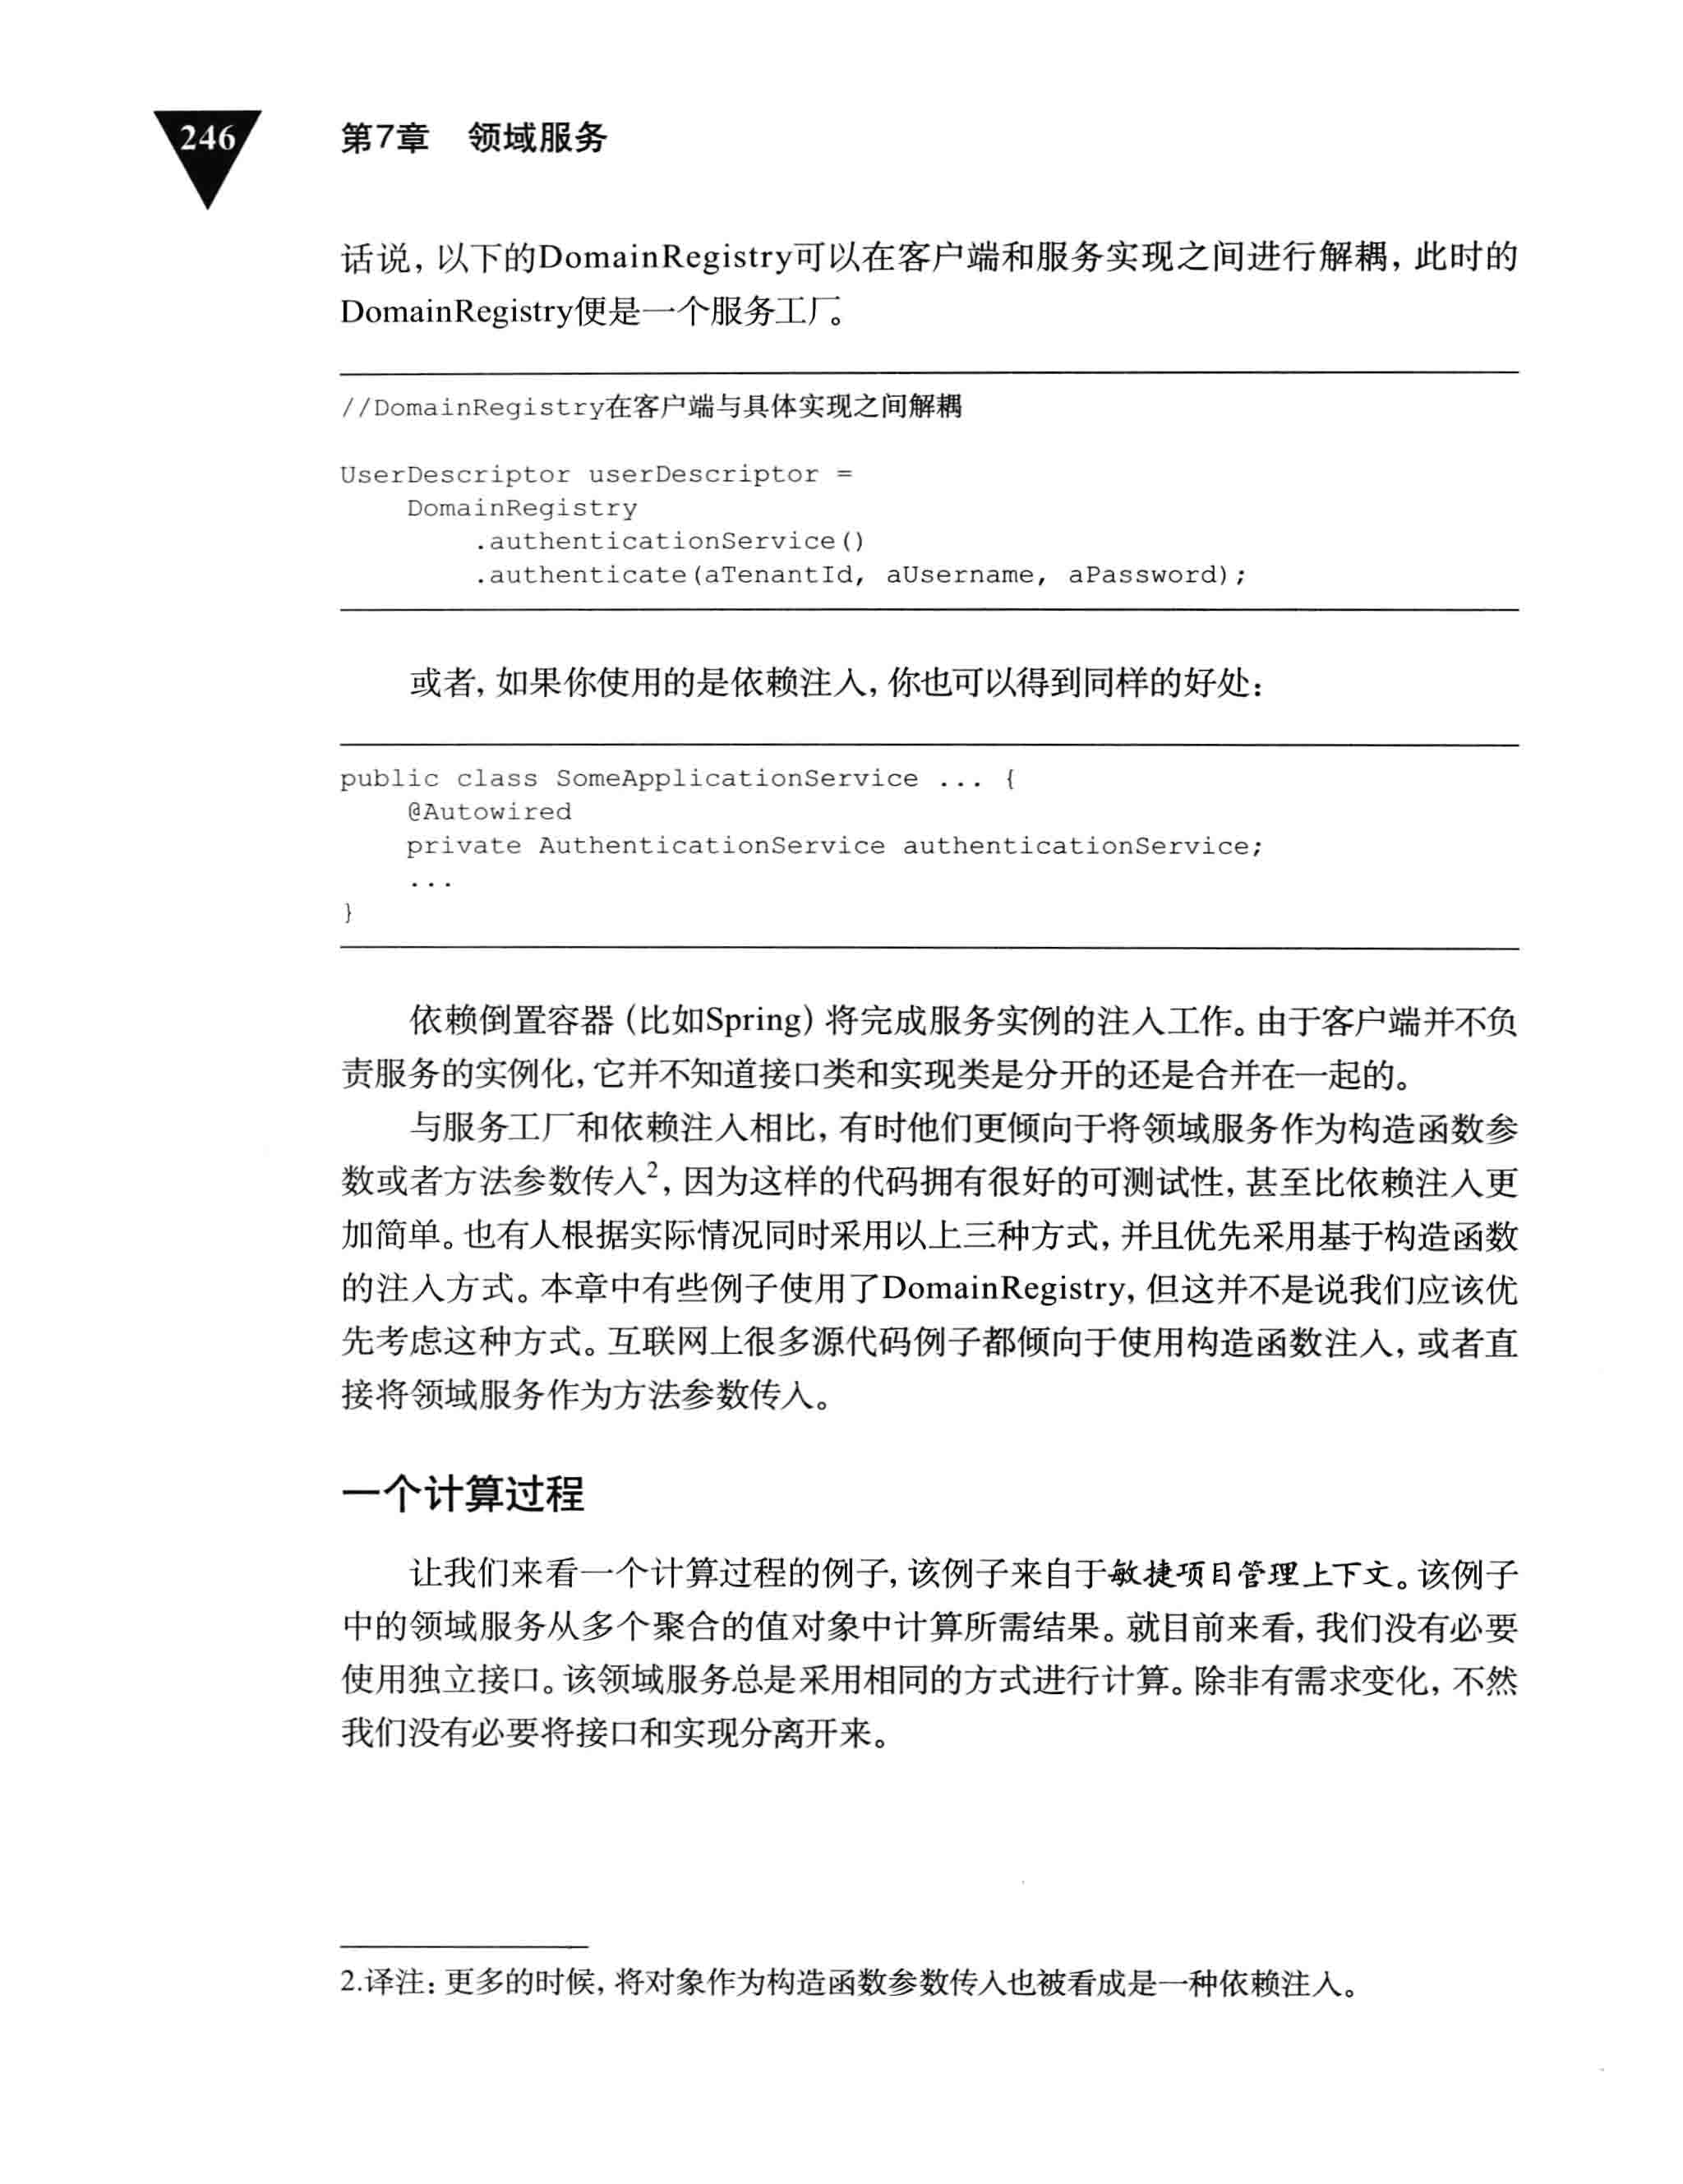 246
第7章 领域服务
话说，以下的DomainRegistry可以在客户端和服务实现之间进行解耦，此时的
DomainRegistry便是一个服务工厂。
//DomainRegistry在客户端与具体实现之间解耦
UserDescriptor userDescriptor =
    DomainRegistry
        .authenticationService()
        .authenticate(aTenantId, aUsername, aPassword);
或者，如果你使用的是依赖注入，你也可以得到同样的好处：
public class SomeApplicationService ... {
    @Autowired
    private AuthenticationService authenticationService;
    ...
}
依赖倒置容器（比如Spring）将完成服务实例的注入工作。由于客户端并不负
责服务的实例化，它并不知道接口类和实现类是分开的还是合并在一起的。
与服务工厂和依赖注入相比，有时他们更倾向于将领域服务作为构造函数参
数或者方法参数传入2，因为这样的代码拥有很好的可测试性，甚至比依赖注入更
加简单。也有人根据实际情况同时采用以上三种方式，并且优先采用基于构造函数
的注入方式。本章中有些例子使用了DomainRegistry，但这并不是说我们应该优
先考虑这种方式。互联网上很多源代码例子都倾向于使用构造函数注入，或者直
接将领域服务作为方法参数传入。
一个计算过程
让我们来看一个计算过程的例子，该例子来自于敏捷项目管理上下文。该例子
中的领域服务从多个聚合的值对象中计算所需结果。就目前来看，我们没有必要
使用独立接口。该领域服务总是采用相同的方式进行计算。除非有需求变化，不然
我们没有必要将接口和实现分离开来。
2.译注：更多的时候，将对象作为构造函数参数传入也被看成是一种依赖注入。